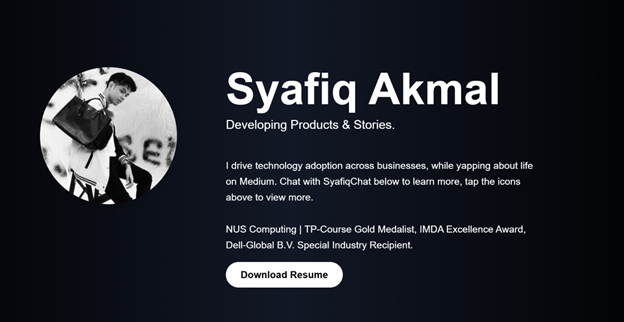 Syafiq Akmal
Developing Products & Stories.
I drive technology adoption across businesses, while yapping about life
on Medium. Chat with SyafiqChat below to learn more, tap the icons
above to view more.
NUS Computing | TP-Course Gold Medalist, IMDA Excellence Award,
Dell-Global B.V. Special Industry Recipient.
Download Resume